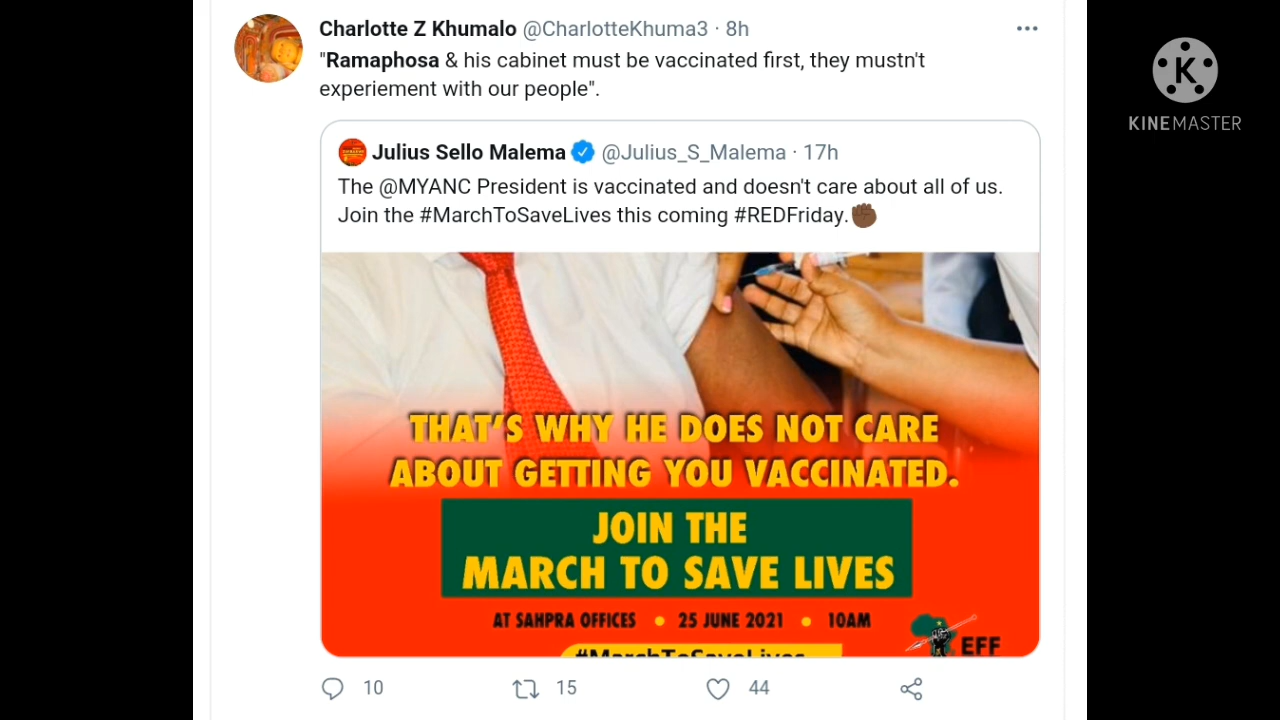 Charlotte Z Khumalo @CharlotteKhuma3 · 8h
"Ramaphosa & his cabinet must be vaccinated first, they mustn't
experiement with our people".
Julius Sello Malema @Julius_S_Malema · 17h
The @MYANC President is vaccinated and doesn't care about all of us.
Join the #MarchToSaveLives this coming #REDFriday.✊🏿
THAT'S WHY HE DOES NOT CARE
ABOUT GETTING YOU VACCINATED.
JOIN THE
MARCH TO SAVE LIVES
AT SAHPRA OFFICES • 25 JUNE 2021 • 10AM
EFF
#MarchToSaveLives
10 15 44
K
KINEMASTER